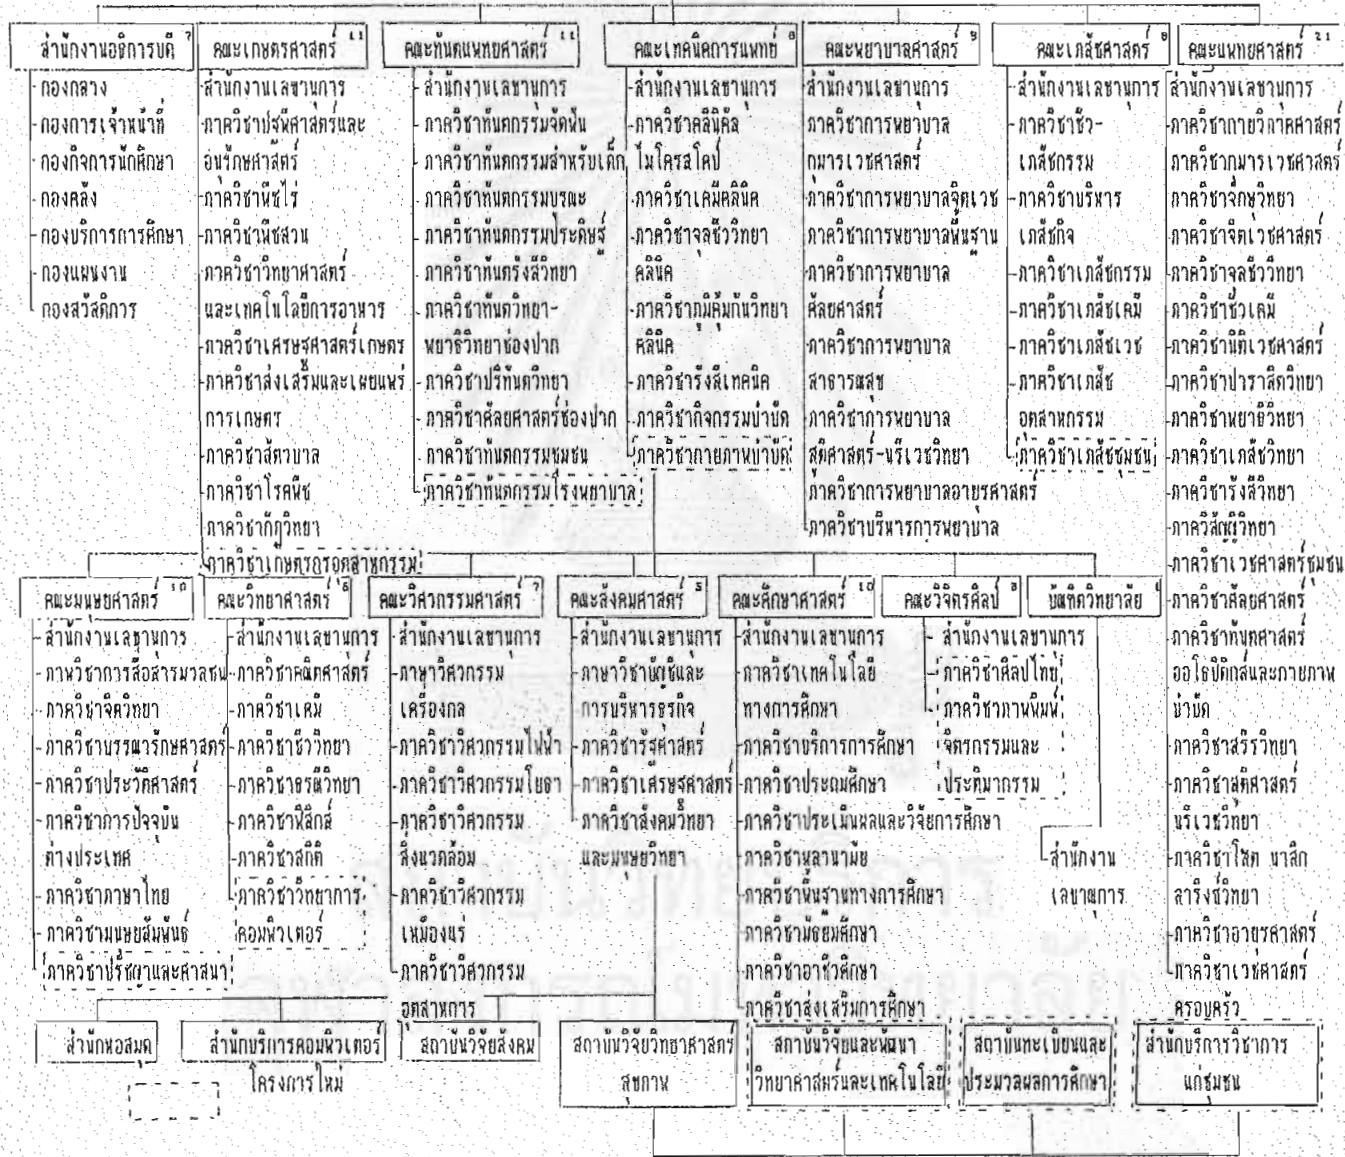 สำนักงานอธิการบดี 7
กองกลาง
กองการเจ้าหน้าที่
กองกิจการนักศึกษา
กองคลัง
กองบริการการศึกษา
กองแผนงาน
กองสวัสดิการ
คณะเกษตรศาสตร์ 11
สำนักงานเลขานุการ
ภาควิชาปฐพีศาสตร์และ
อนุรักษศาสตร์
ภาควิชาพืชไร่
ภาควิชาพืชสวน
ภาควิชาวิทยาศาสตร์
และเทคโนโลยีการอาหาร
ภาควิชาเศรษฐศาสตร์เกษตร
ภาควิชาส่งเสริมและเผยแพร่
การเกษตร
ภาควิชาสัตวบาล
ภาควิชาโรคพืช
ภาควิชากีฏวิทยา
ภาควิชาเกษตรกรอุตสาหกรรม
คณะทันตแพทยศาสตร์ 11
สำนักงานเลขานุการ
ภาควิชาทันตกรรมจัดฟัน
ภาควิชาทันตกรรมสำหรับเด็ก
ภาควิชาทันตกรรมบูรณะ
ภาควิชาทันตกรรมประดิษฐ์
ภาควิชาทันตรังสีวิทยา
ภาควิชาทันตวิทยา-
พยาธิวิทยาช่องปาก
ภาควิชาปริทันตวิทยา
ภาควิชาศัลยศาสตร์ช่องปาก
ภาควิชาทันตกรรมชุมชน
ภาควิชาทันตกรรมโรงพยาบาล
คณะเทคนิคการแพทย์ 8
สำนักงานเลขานุการ
ภาควิชาคลินิคัล
ไมโครสโคป
ภาควิชาเคมีคลินิค
ภาควิชาจุลชีววิทยา
คลินิค
ภาควิชาภูมิคุ้มกันวิทยา
คลินิค
ภาควิชารังสีเทคนิค
ภาควิชากิจกรรมบำบัด
ภาควิชากายภาพบำบัด
คณะพยาบาลศาสตร์ 9
สำนักงานเลขานุการ
ภาควิชาการพยาบาล
กุมารเวชศาสตร์
ภาควิชาการพยาบาลจิตเวช
ภาควิชาการพยาบาลพื้นฐาน
ภาควิชาการพยาบาล
ศัลยศาสตร์
ภาควิชาการพยาบาล
สาธารณสุข
ภาควิชาการพยาบาล
สูติศาสตร์-นรีเวชวิทยา
ภาควิชาการพยาบาลอายุรศาสตร์
ภาควิชาบริหารการพยาบาล
คณะเภสัชศาสตร์ 8
สำนักงานเลขานุการ
ภาควิชาชีว-
เภสัชกรรม
ภาควิชาบริหาร
เภสัชกิจ
ภาควิชาเภสัชกรรม
ภาควิชาเภสัชเคมี
ภาควิชาเภสัชเวช
ภาควิชาเภสัช
อุตสาหกรรม
ภาควิชาเภสัชชุมชน
คณะแพทยศาสตร์ 21
สำนักงานเลขานุการ
ภาควิชากายวิภาคศาสตร์
ภาควิชากุมารเวชศาสตร์
ภาควิชาจักษุวิทยา
ภาควิชาจิตเวชศาสตร์
ภาควิชาจุลชีววิทยา
ภาควิชาชีวเคมี
ภาควิชานิติเวชศาสตร์
ภาควิชาปาราสิตวิทยา
ภาควิชาพยาธิวิทยา
ภาควิชาเภสัชวิทยา
ภาควิชารังสีวิทยา
ภาควิสัญญีวิทยา
ภาควิชาเวชศาสตร์ชุมชน
ภาควิชาศัลยศาสตร์
ภาควิชาศัลยศาสตร์
ออโธปิดิกส์และกายภาพ
บำบัด
ภาควิชาสรีรวิทยา
ภาควิชาสูติศาสตร์
นรีเวชวิทยา
ภาควิชาโสต นาสิก
ลาริงซ์วิทยา
ภาควิชาอายุรศาสตร์
ภาควิชาเวชศาสตร์
ครอบครัว
คณะมนุษยศาสตร์ 10
สำนักงานเลขานุการ
ภาพวิชาการสื่อสารมวลชน
ภาควิชาจิตวิทยา
ภาควิชาบรรณารักษศาสตร์
ภาควิชาประวัติศาสตร์
ภาควิชาการปัจจุบัน
ต่างประเทศ
ภาควิชาภาษาไทย
ภาควิชามนุษยสัมพันธ์
ภาควิชาปรัชญาและศาสนา
คณะวิทยาศาสตร์ 8
สำนักงานเลขานุการ
ภาควิชาคณิตศาสตร์
ภาควิชาเคมี
ภาควิชาชีววิทยา
ภาควิชาธรณีวิทยา
ภาควิชาฟิสิกส์
ภาควิชาสถิติ
ภาควิชาวิทยาการ
คอมพิวเตอร์
คณะวิศวกรรมศาสตร์ 7
สำนักงานเลขานุการ
ภาษาวิศวกรรม
เครื่องกล
ภาควิชาวิศวกรรมไฟฟ้า
ภาควิชาวิศวกรรมโยธา
ภาควิชาวิศวกรรม
สิ่งแวดล้อม
ภาควิชาวิศวกรรม
เหมืองแร่
ภาควิชาวิศวกรรม
อุตสาหการ
คณะสังคมศาสตร์ 5
สำนักงานเลขานุการ
ภาษาวิชาบัญชีและ
การบริหารธุรกิจ
ภาควิชารัฐศาสตร์
ภาควิชาเศรษฐศาสตร์
ภาควิชาสังคมวิทยา
และมนุษยวิทยา
คณะศึกษาศาสตร์ 10
สำนักงานเลขานุการ
ภาควิชาเทคโนโลยี
ทางการศึกษา
ภาควิชาบริการการศึกษา
ภาควิชาประถมศึกษา
ภาควิชาประเมินผลและวิจัยการศึกษา
ภาควิชาพลานามัย
ภาควิชาพื้นฐานทางการศึกษา
ภาควิชามัธยมศึกษา
ภาควิชาอาชีวศึกษา
ภาควิชาส่งเสริมการศึกษา
คณะวิจิตรศิลป์ 3
สำนักงานเลขานุการ
ภาควิชาศิลปไทย
ภาควิชาภาพพิมพ์
จิตรกรรมและ
ประติมากรรม
บัณฑิตวิทยาลัย 1
สำนักงาน
เลขานุการ
สำนักหอสมุด
สำนักบริการคอมพิวเตอร์
สถาบันวิจัยสังคม
สถาบันวิจัยวิทยาศาสตร์
สุขภาพ
สถาบันวิจัยและพัฒนา
วิทยาศาสตร์และเทคโนโลยี
สถาบันทะเบียนและ
ประมวลผลการศึกษา
สำนักบริการวิชาการ
แก่ชุมชน
โครงการใหม่